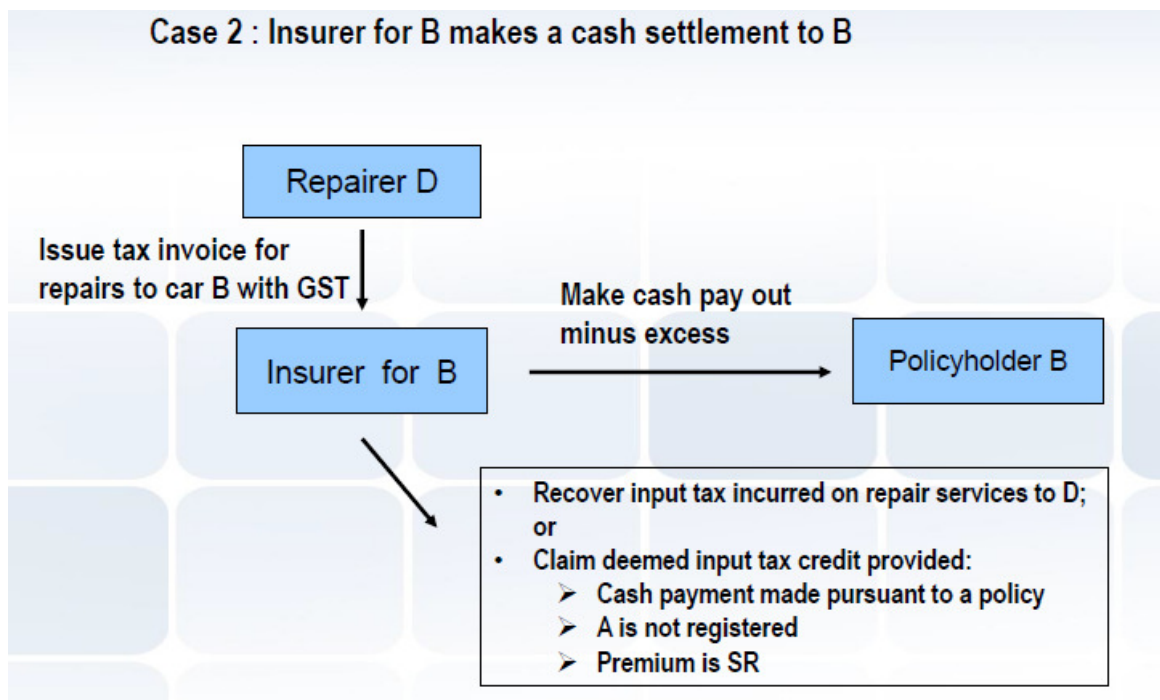 Case 2 : Insurer for B makes a cash settlement to B
Repairer D
Issue tax invoice for
repairs to car B with GST
Make cash pay out
minus excess
Insurer for B
Policyholder B
• Recover input tax incurred on repair services to D;
or
• Claim deemed input tax credit provided:
➢ Cash payment made pursuant to a policy
➢ A is not registered
➢ Premium is SR